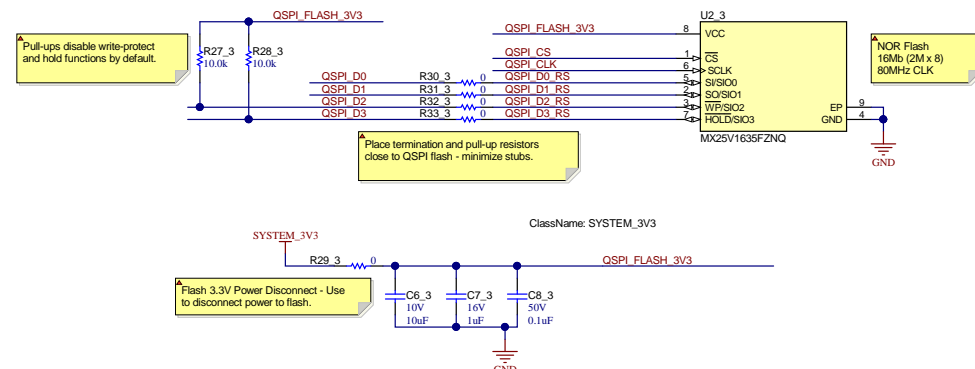 QSPI_FLASH_3V3
Pull-ups disable write-protect
and hold functions by default.
R27_3
10.0k
R28_3
10.0k
QSPI_FLASH_3V3
QSPI_CS
QSPI_CLK
QSPI_D0 R30_3 0 QSPI_D0_RS
QSPI_D1 R31_3 0 QSPI_D1_RS
QSPI_D2 R32_3 0 QSPI_D2_RS
QSPI_D3 R33_3 0 QSPI_D3_RS
U2_3
8 VCC
1 CS
6 SCLK
5 SI/SIO0
2 SO/SIO1
3 WP/SIO2
7 HOLD/SIO3
EP 9
GND 4
MX25V1635FZNQ
GND
NOR Flash
16Mb (2M x 8)
80MHz CLK
Place termination and pull-up resistors
close to QSPI flash - minimize stubs.
ClassName: SYSTEM_3V3
SYSTEM_3V3
R29_3 0
QSPI_FLASH_3V3
Flash 3.3V Power Disconnect - Use
to disconnect power to flash.
C6_3
10V
10uF
C7_3
16V
1uF
C8_3
50V
0.1uF
GND